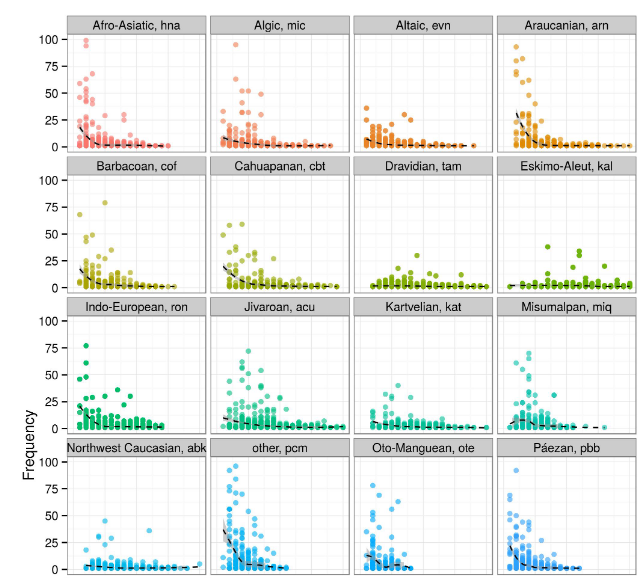 Afro-Asiatic, hna
Algic, mic
Altaic, evn
Araucanian, arn
100
75
50
25
0
Barbacoan, cof
Cahuapanan, cbt
Dravidian, tam
Eskimo-Aleut, kal
100
75
50
25
0
Indo-European, ron
Jivaroan, acu
Kartvelian, kat
Misumalpan, miq
100
75
50
25
0
Frequency
Northwest Caucasian, abk
other, pcm
Oto-Manguean, ote
Páezan, pbb
100
75
50
25
0